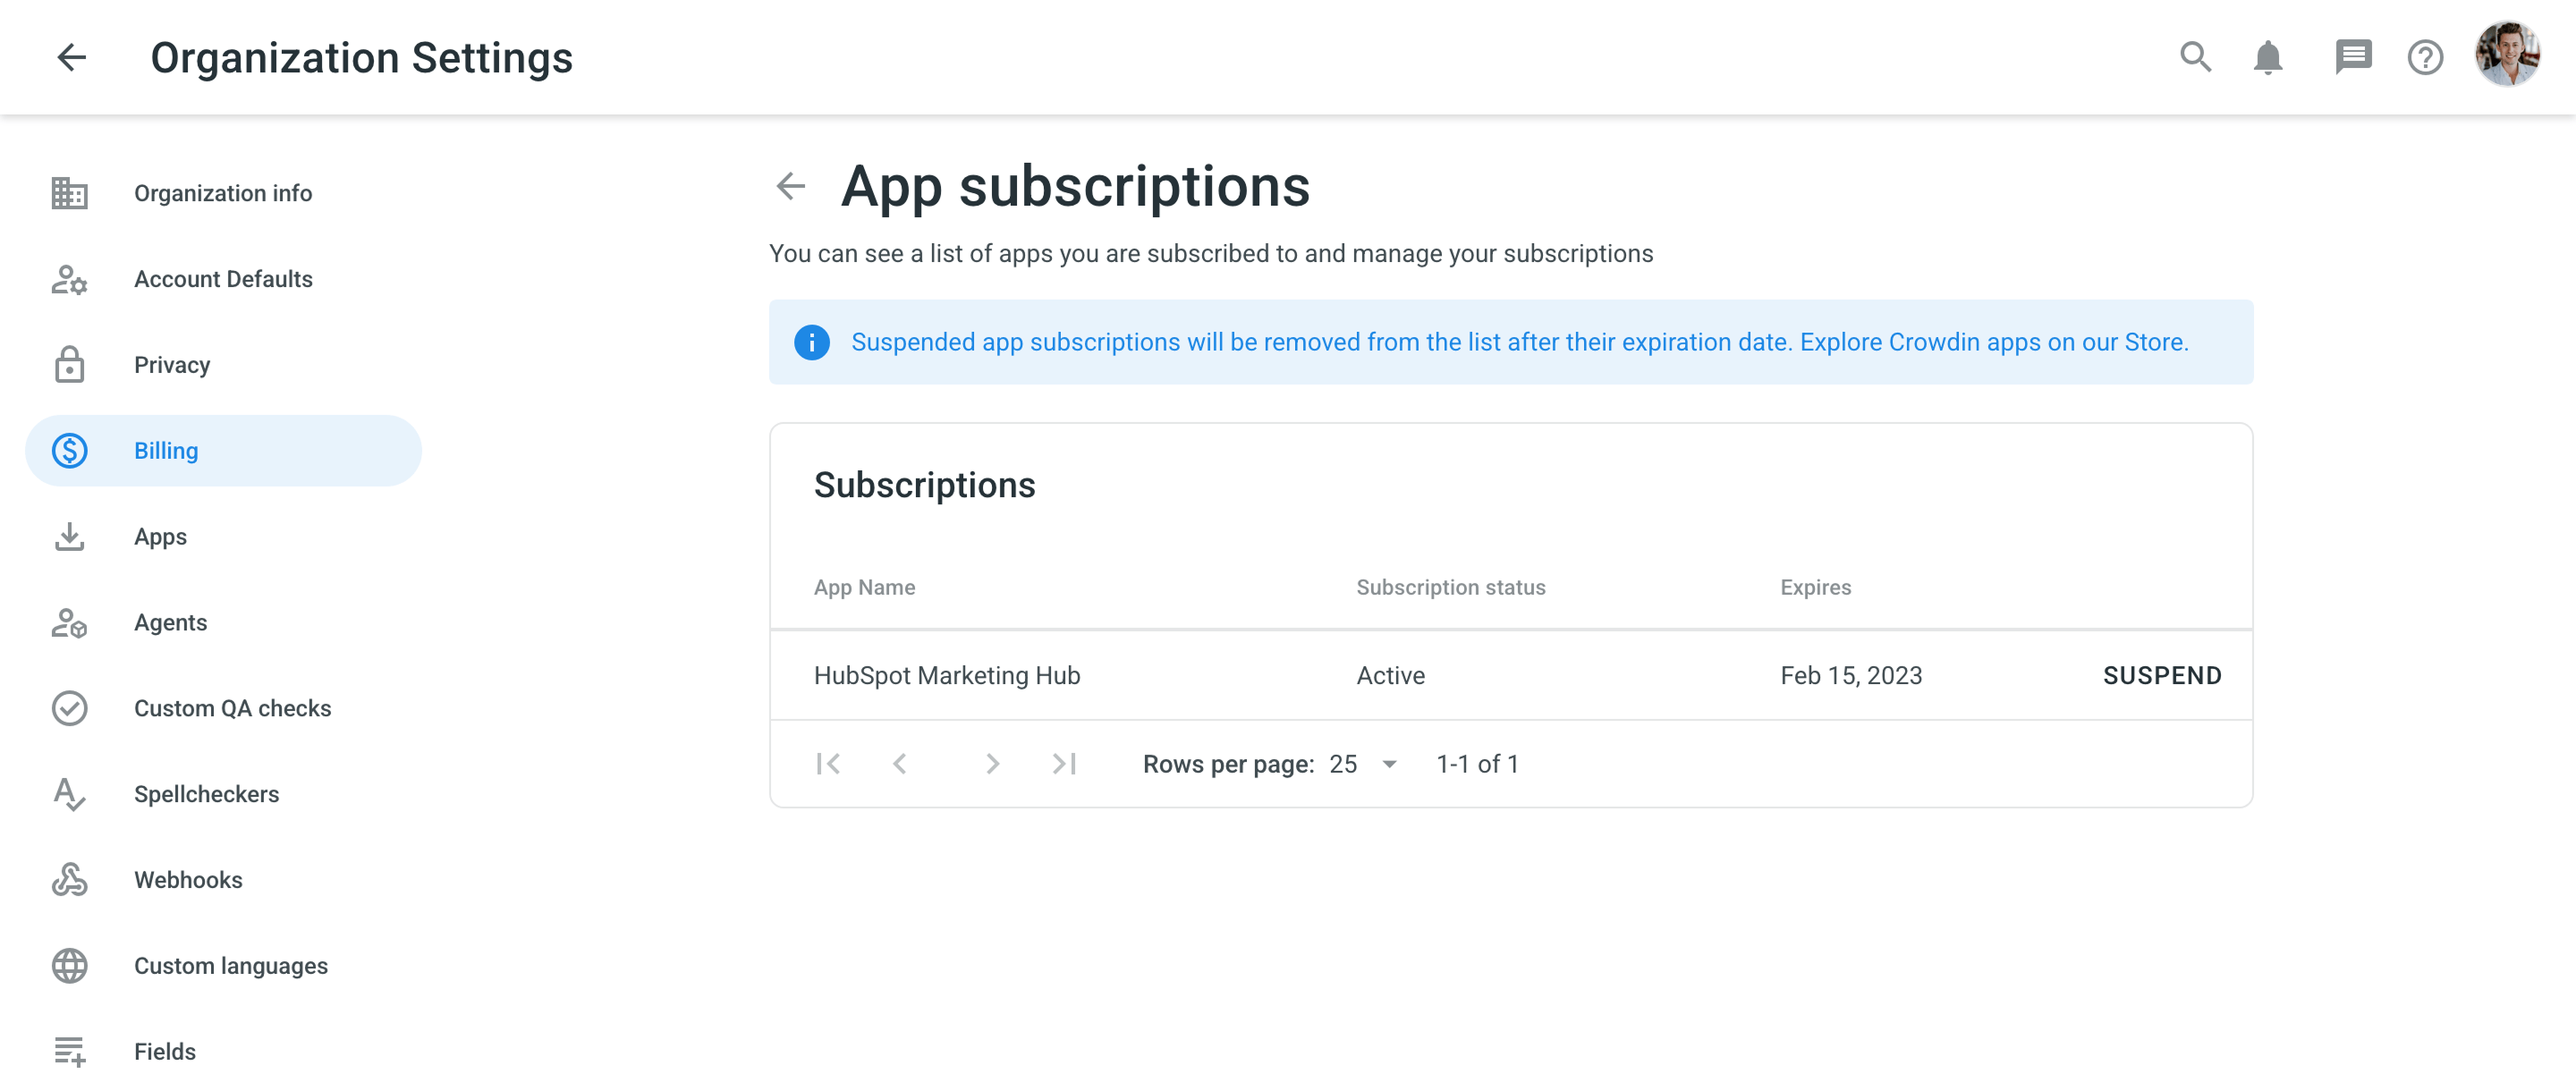 Organization Settings
Organization info
Account Defaults
Privacy
Billing
Apps
Agents
Custom QA checks
Spellcheckers
Webhooks
Custom languages
Fields
App subscriptions
You can see a list of apps you are subscribed to and manage your subscriptions
Suspended app subscriptions will be removed from the list after their expiration date. Explore Crowdin apps on our Store.
Subscriptions
App Name Subscription status Expires
HubSpot Marketing Hub Active Feb 15, 2023 SUSPEND
Rows per page: 25 1-1 of 1